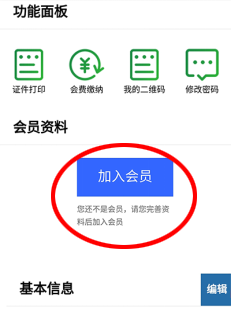 功能面板
证件打印 会费缴纳 我的二维码 修改密码
会员资料
加入会员
您还不是会员，请您完善资
料后加入会员
基本信息 编辑